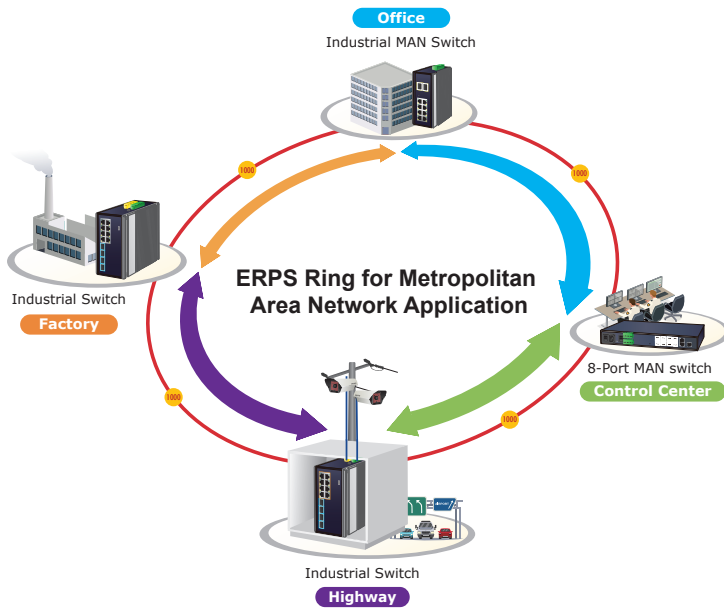 Office
Industrial MAN Switch
1000
1000
ERPS Ring for Metropolitan
Area Network Application
Industrial Switch
Factory
8-Port MAN switch
Control Center
1000
1000
Industrial Switch
Highway